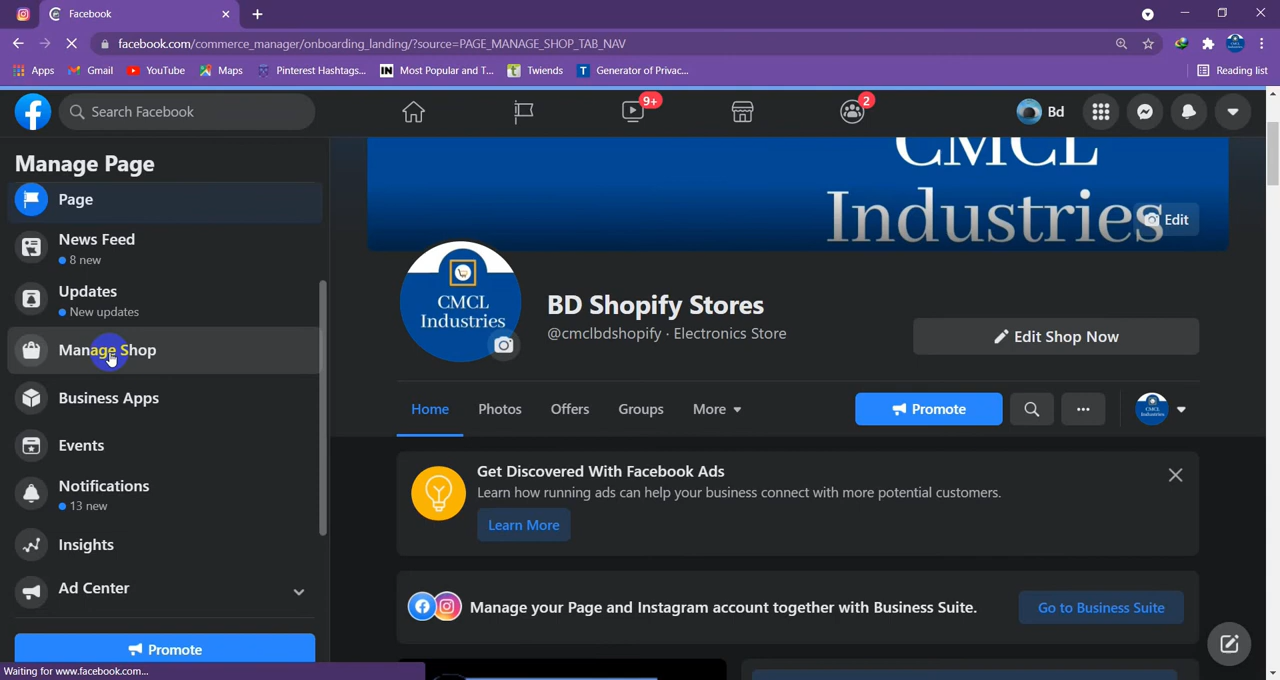 Facebook
facebook.com/commerce_manager/onboarding_landing/?source=PAGE_MANAGE_SHOP_TAB_NAV
Apps Gmail YouTube Maps Pinterest Hashtags... IN Most Popular and T... Twiends T Generator of Privac... Reading list
Search Facebook 9+ 2 Bd
Manage Page
Page
News Feed
8 new
Updates
New updates
Manage Shop
Business Apps
Events
Notifications
13 new
Insights
Ad Center
Promote
Waiting for www.facebook.com...
CMCL
Industries
Edit
CMCL
Industries
BD Shopify Stores
@cmclbdshopify · Electronics Store
Edit Shop Now
Home Photos Offers Groups More Promote
Get Discovered With Facebook Ads
Learn how running ads can help your business connect with more potential customers.
Learn More
Manage your Page and Instagram account together with Business Suite. Go to Business Suite